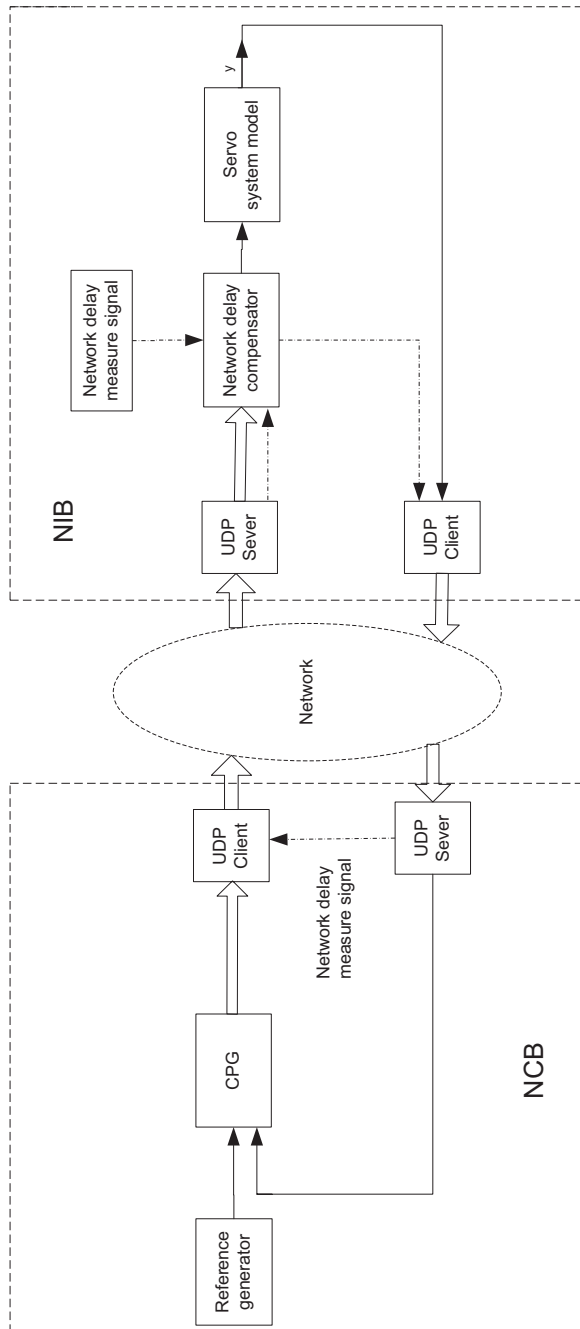 NIB
Network delay
measure signal
UDP
Sever
Network delay
compensator
Servo
system model
y
UDP
Client
Network
Reference
generator
CPG
UDP
Client
Network delay
measure signal
UDP
Sever
NCB